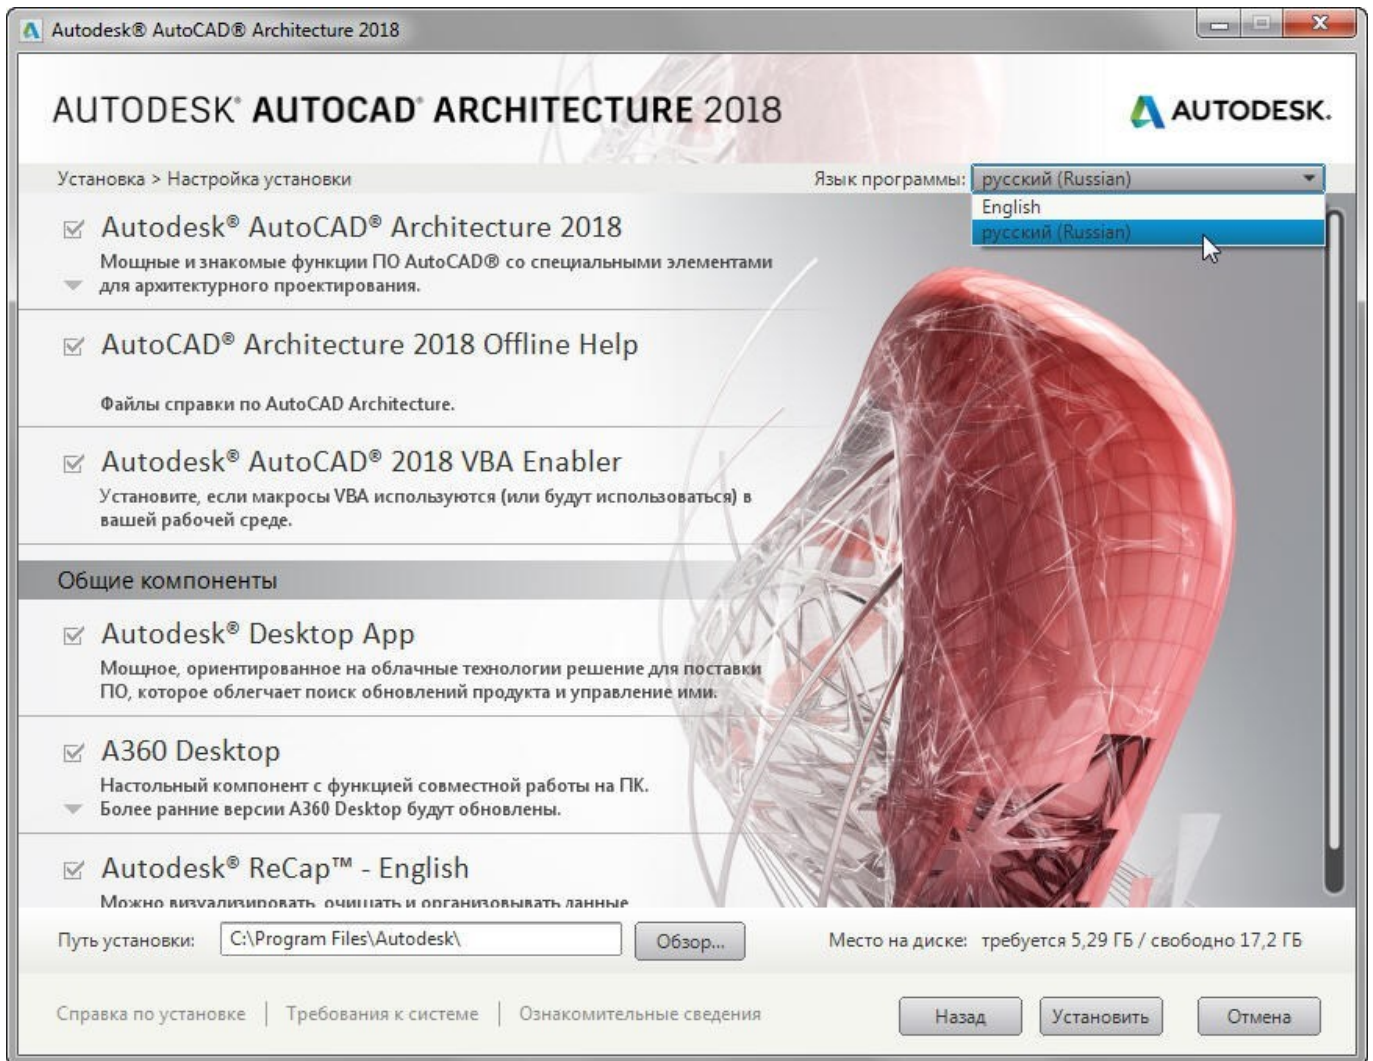 Autodesk® AutoCAD® Architecture 2018
AUTODESK® AUTOCAD® ARCHITECTURE 2018
AUTODESK.
Установка > Настройка установки
Язык программы: русский (Russian)
English
русский (Russian)
Autodesk® AutoCAD® Architecture 2018
Мощные и знакомые функции ПО AutoCAD® со специальными элементами
для архитектурного проектирования.
AutoCAD® Architecture 2018 Offline Help
Файлы справки по AutoCAD Architecture.
Autodesk® AutoCAD® 2018 VBA Enabler
Установите, если макросы VBA используются (или будут использоваться) в
вашей рабочей среде.
Общие компоненты
Autodesk® Desktop App
Мощное, ориентированное на облачные технологии решение для поставки
ПО, которое облегчает поиск обновлений продукта и управление ими.
A360 Desktop
Настольный компонент с функцией совместной работы на ПК.
Более ранние версии A360 Desktop будут обновлены.
Autodesk® ReCap™ - English
Можно визуализировать, очищать и организовывать данные
Путь установки: C:\Program Files\Autodesk\ Обзор... Место на диске: требуется 5,29 ГБ / свободно 17,2 ГБ
Справка по установке | Требования к системе | Ознакомительные сведения Назад Установить Отмена